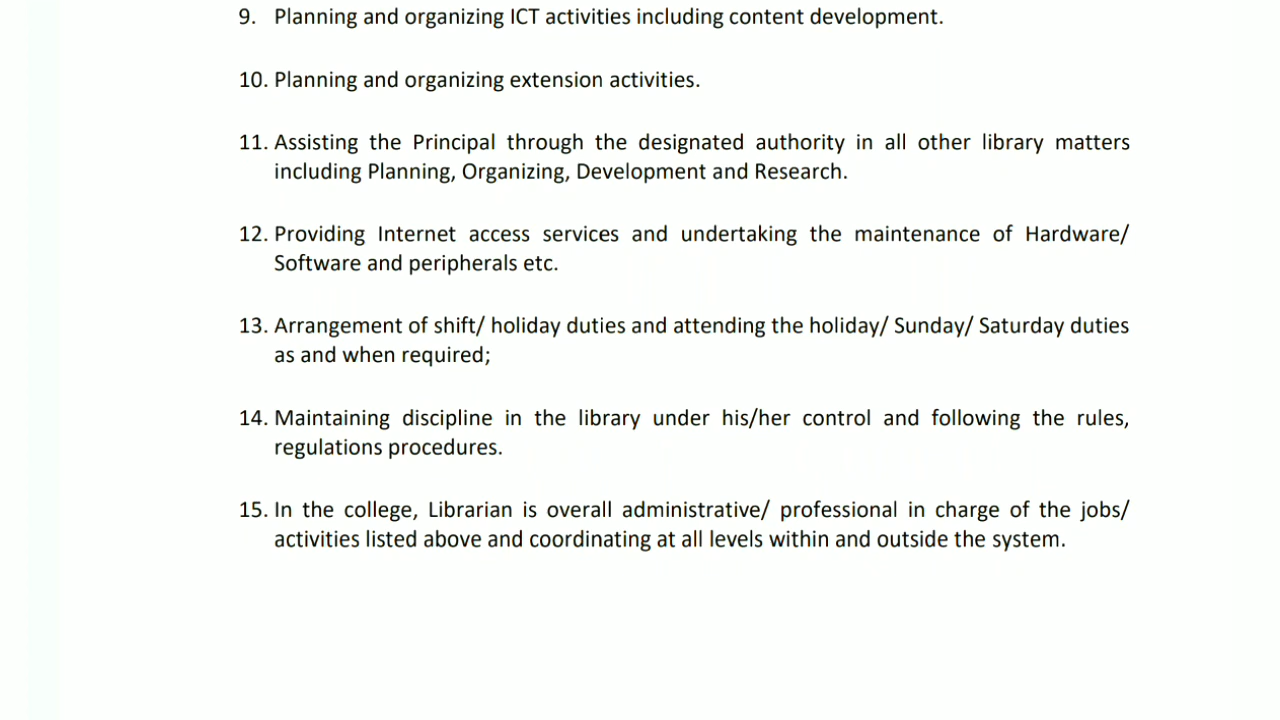 9. Planning and organizing ICT activities including content development.
10. Planning and organizing extension activities.
11. Assisting the Principal through the designated authority in all other library matters
including Planning, Organizing, Development and Research.
12. Providing Internet access services and undertaking the maintenance of Hardware/
Software and peripherals etc.
13. Arrangement of shift/ holiday duties and attending the holiday/ Sunday/ Saturday duties
as and when required;
14. Maintaining discipline in the library under his/her control and following the rules,
regulations procedures.
15. In the college, Librarian is overall administrative/ professional in charge of the jobs/
activities listed above and coordinating at all levels within and outside the system.